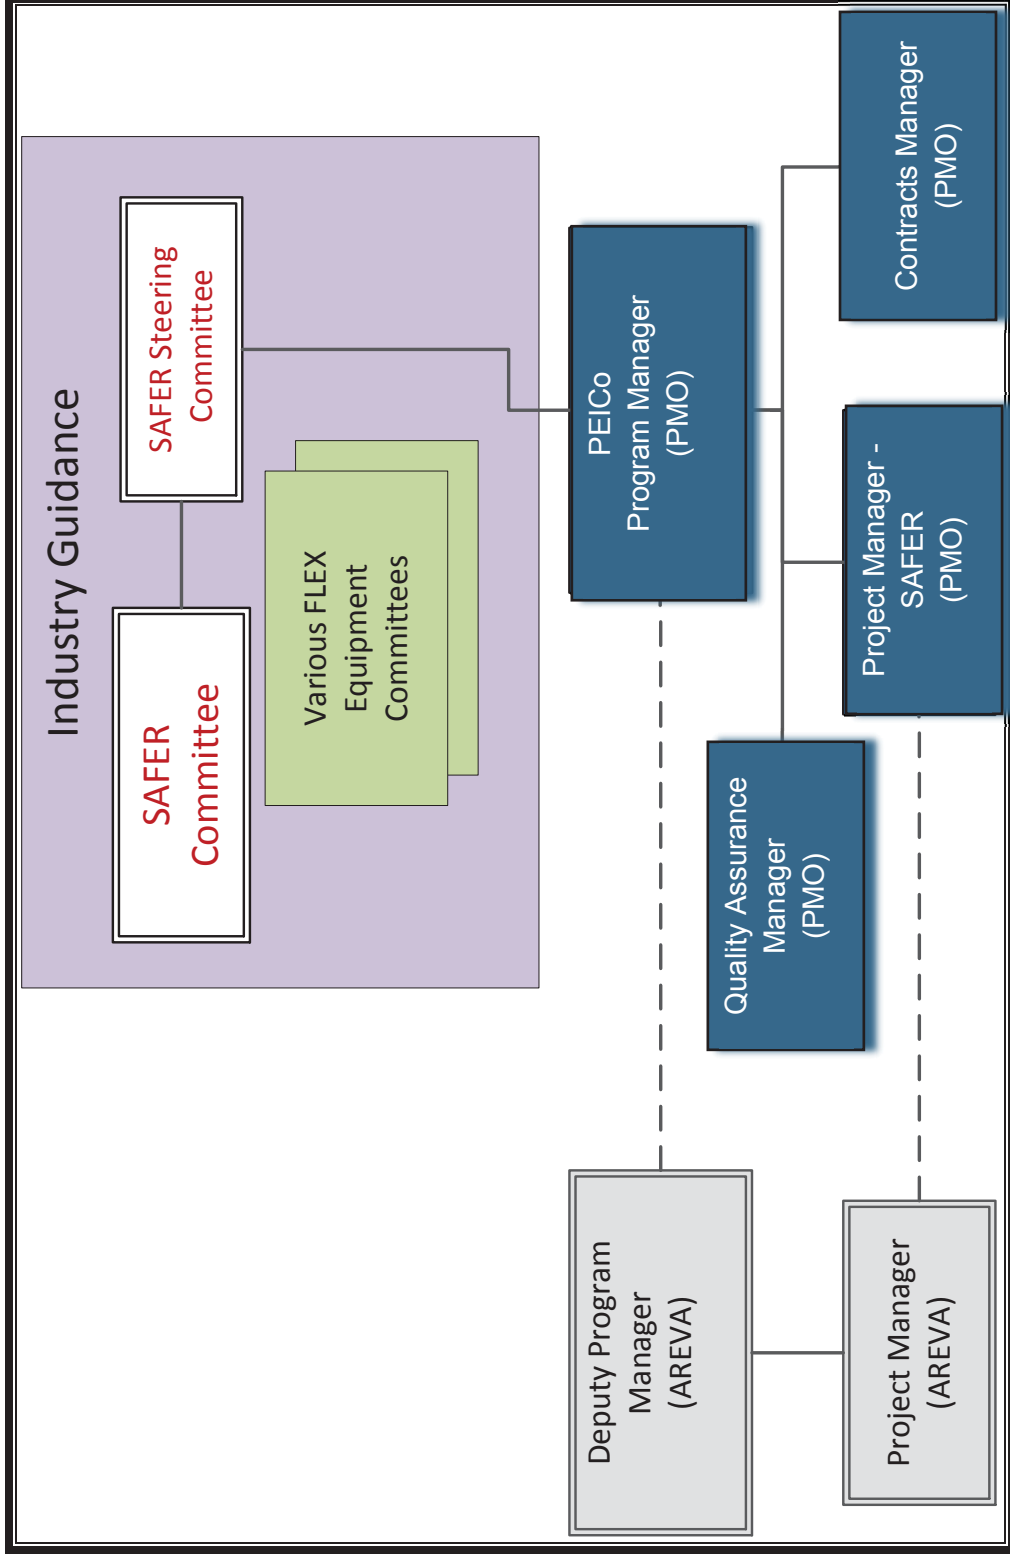 Industry Guidance
SAFER
Committee
SAFER Steering
Committee
Various FLEX
Equipment
Committees
Deputy Program
Manager
(AREVA)
PEICo
Program Manager
(PMO)
Quality Assurance
Manager
(PMO)
Project Manager
(AREVA)
Project Manager -
SAFER
(PMO)
Contracts Manager
(PMO)